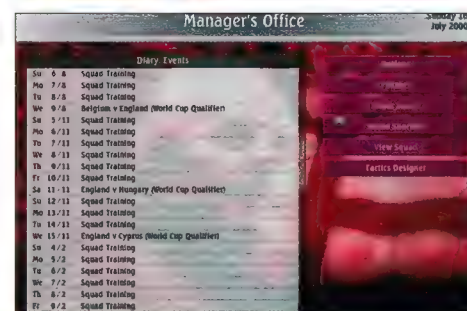 Manager's Office
July 2000
Diary Events
Su 6/8 Squad Training
Mo 7/8 Squad Training
Tu 8/8 Squad Training
We 9/8 Belgium v England (World Cup Qualifier)
Su 5/11 Squad Training
Mo 6/11 Squad Training
Tu 7/11 Squad Training
We 8/11 Squad Training
Th 9/11 Squad Training
Fr 10/11 Squad Training
Sa 11/11 England v Hungary (World Cup Qualifier)
Su 12/11 Squad Training
Mo 13/11 Squad Training
Tu 14/11 Squad Training
We 15/11 England v Cyprus (World Cup Qualifier)
Su 4/2 Squad Training
Mo 5/2 Squad Training
Tu 6/2 Squad Training
We 7/2 Squad Training
Th 8/2 Squad Training
Fr 9/2 Squad Training
View Squad
Tactics Designer